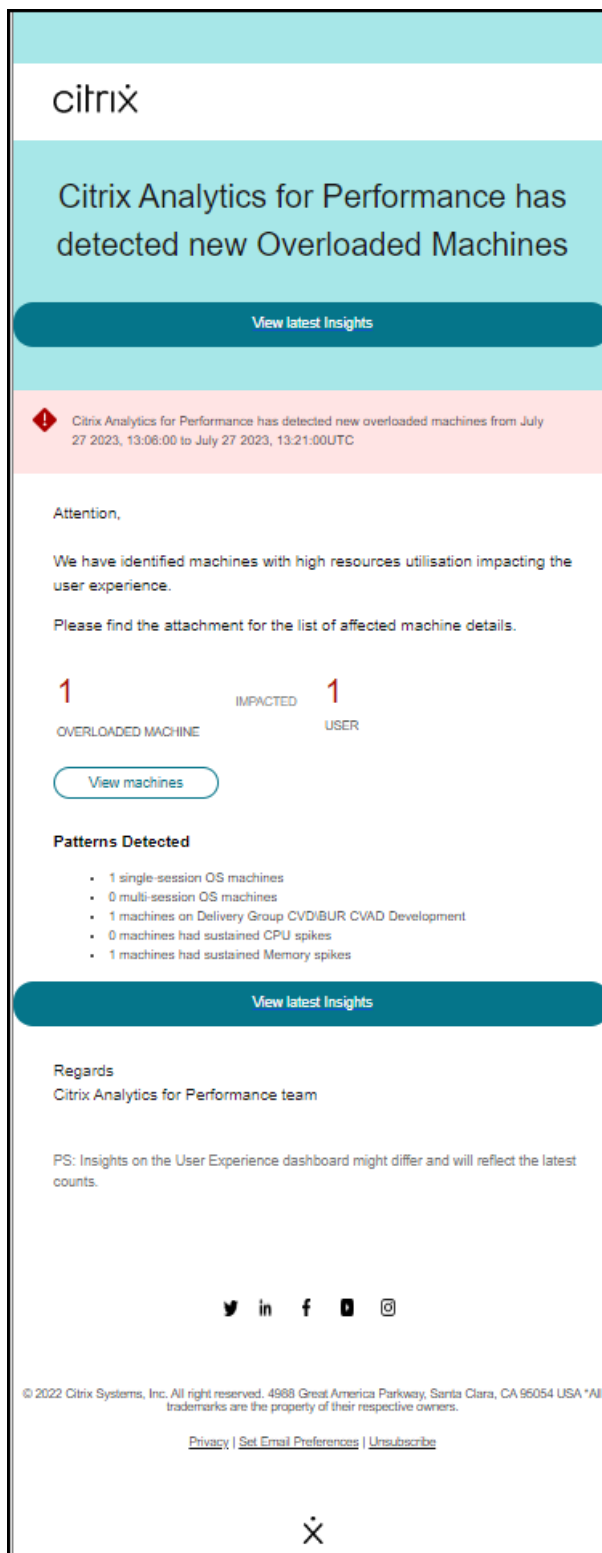 citrix
Citrix Analytics for Performance has
detected new Overloaded Machines
View latest Insights
Citrix Analytics for Performance has detected new overloaded machines from July
27 2023, 13:06:00 to July 27 2023, 13:21:00UTC
Attention,
We have identified machines with high resources utilisation impacting the
user experience.
Please find the attachment for the list of affected machine details.
1 IMPACTED 1
OVERLOADED MACHINE USER
View machines
Patterns Detected
• 1 single-session OS machines
• 0 multi-session OS machines
• 1 machines on Delivery Group CVD\BUR CVAD Development
• 0 machines had sustained CPU spikes
• 1 machines had sustained Memory spikes
View latest Insights
Regards
Citrix Analytics for Performance team
PS: Insights on the User Experience dashboard might differ and will reflect the latest
counts.
© 2022 Citrix Systems, Inc. All right reserved. 4988 Great America Parkway, Santa Clara, CA 95054 USA *All
trademarks are the property of their respective owners.
Privacy | Set Email Preferences | Unsubscribe